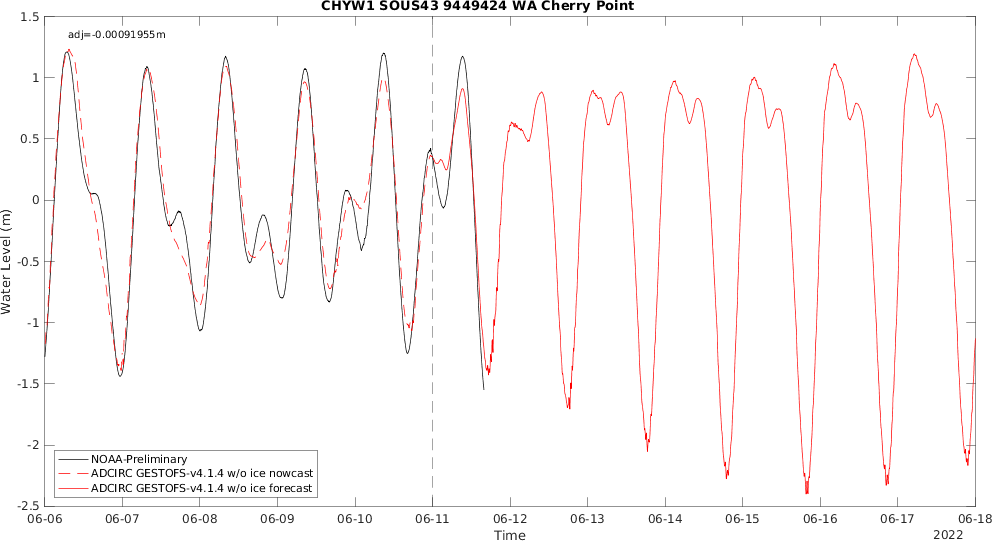 CHYW1 SOUS43 9449424 WA Cherry Point
adj=-0.00091955m
1.5
1
0.5
0
-0.5
-1
-1.5
-2
-2.5
Water Level (m)
NOAA-Preliminary
ADCIRC GESTOFS-v4.1.4 w/o ice nowcast
ADCIRC GESTOFS-v4.1.4 w/o ice forecast
06-06 06-07 06-08 06-09 06-10 06-11 06-12 06-13 06-14 06-15 06-16 06-17 06-18
Time
2022